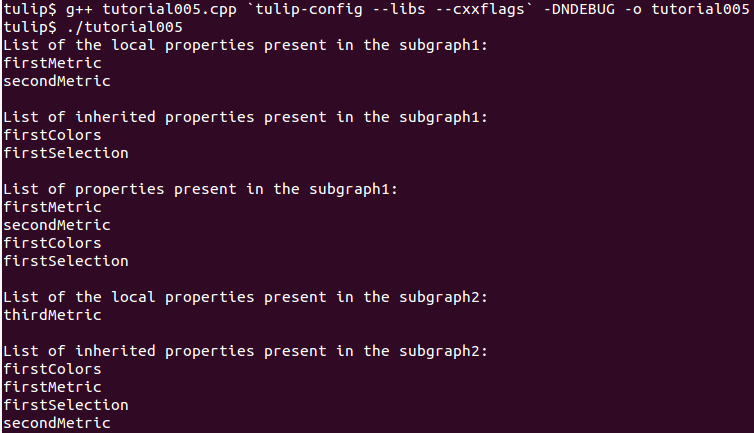 tulip$ g++ tutorial005.cpp `tulip-config --libs --cxxflags` -DNDEBUG -o tutorial005
tulip$ ./tutorial005
List of the local properties present in the subgraph1:
firstMetric
secondMetric
List of inherited properties present in the subgraph1:
firstColors
firstSelection
List of properties present in the subgraph1:
firstMetric
secondMetric
firstColors
firstSelection
List of the local properties present in the subgraph2:
thirdMetric
List of inherited properties present in the subgraph2:
firstColors
firstMetric
firstSelection
secondMetric